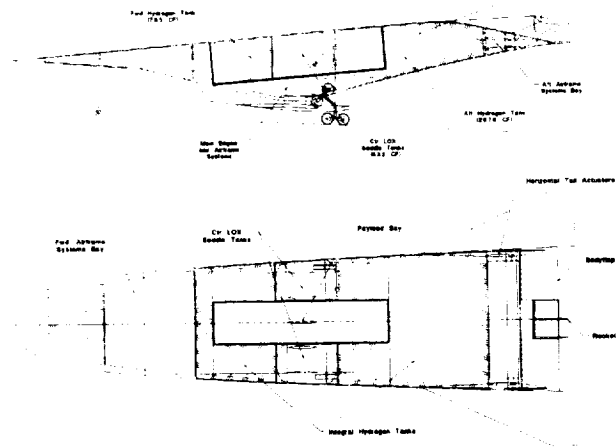 Fwd Hydrogen Tank
Aft Airframe
Systems Bay
Aft Hydrogen Tank
Main Engine
and Airframe
Systems
Ctr LOX
Saddle Tanks
Horizontal Tail Actuators
Fwd Airframe
Systems Bay
Ctr LOX
Saddle Tanks
Payload Bay
Bodyflap
Rocket
Integral Hydrogen Tanks